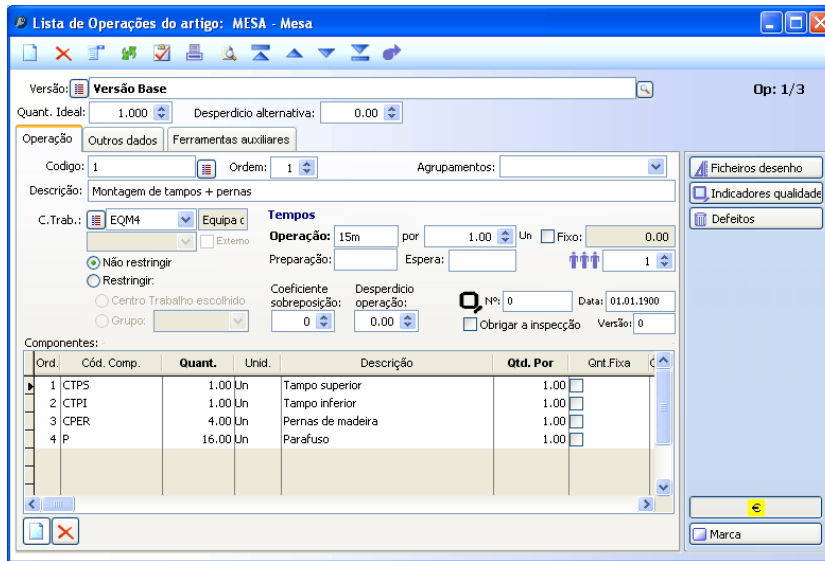 Lista de Operações do artigo: MESA - Mesa
Versão: Versão Base
Op: 1/3
Quant. Ideal: 1.000 Desperdicio alternativa: 0.00
Operação Outros dados Ferramentas auxiliares
Codigo: 1 Ordem: 1 Agrupamentos:
Ficheiros desenho
Descrição: Montagem de tampos + pernas
Indicadores qualidade
C.Trab.: EQM4 Equipa c Tempos
Defeitos
Externo Operação: 15m por 1.00 Un Fixo: 0.00
Não restringir Preparação: Espera: 1
Restringir:
Centro Trabalho escolhido Coeficiente sobreposição: Desperdicio operação: Nº: 0 Data: 01.01.1900
Grupo: 0 0.00 Obrigar a inspecção Versão: 0
Componentes:
Ord. Cód. Comp. Quant. Unid. Descrição Qtd. Por Qnt.Fixa
1 CTPS 1.00 Un Tampo superior 1.00
2 CTPI 1.00 Un Tampo inferior 1.00
3 CPER 4.00 Un Pernas de madeira 1.00
4 P 16.00 Un Parafuso 1.00
€
Marca